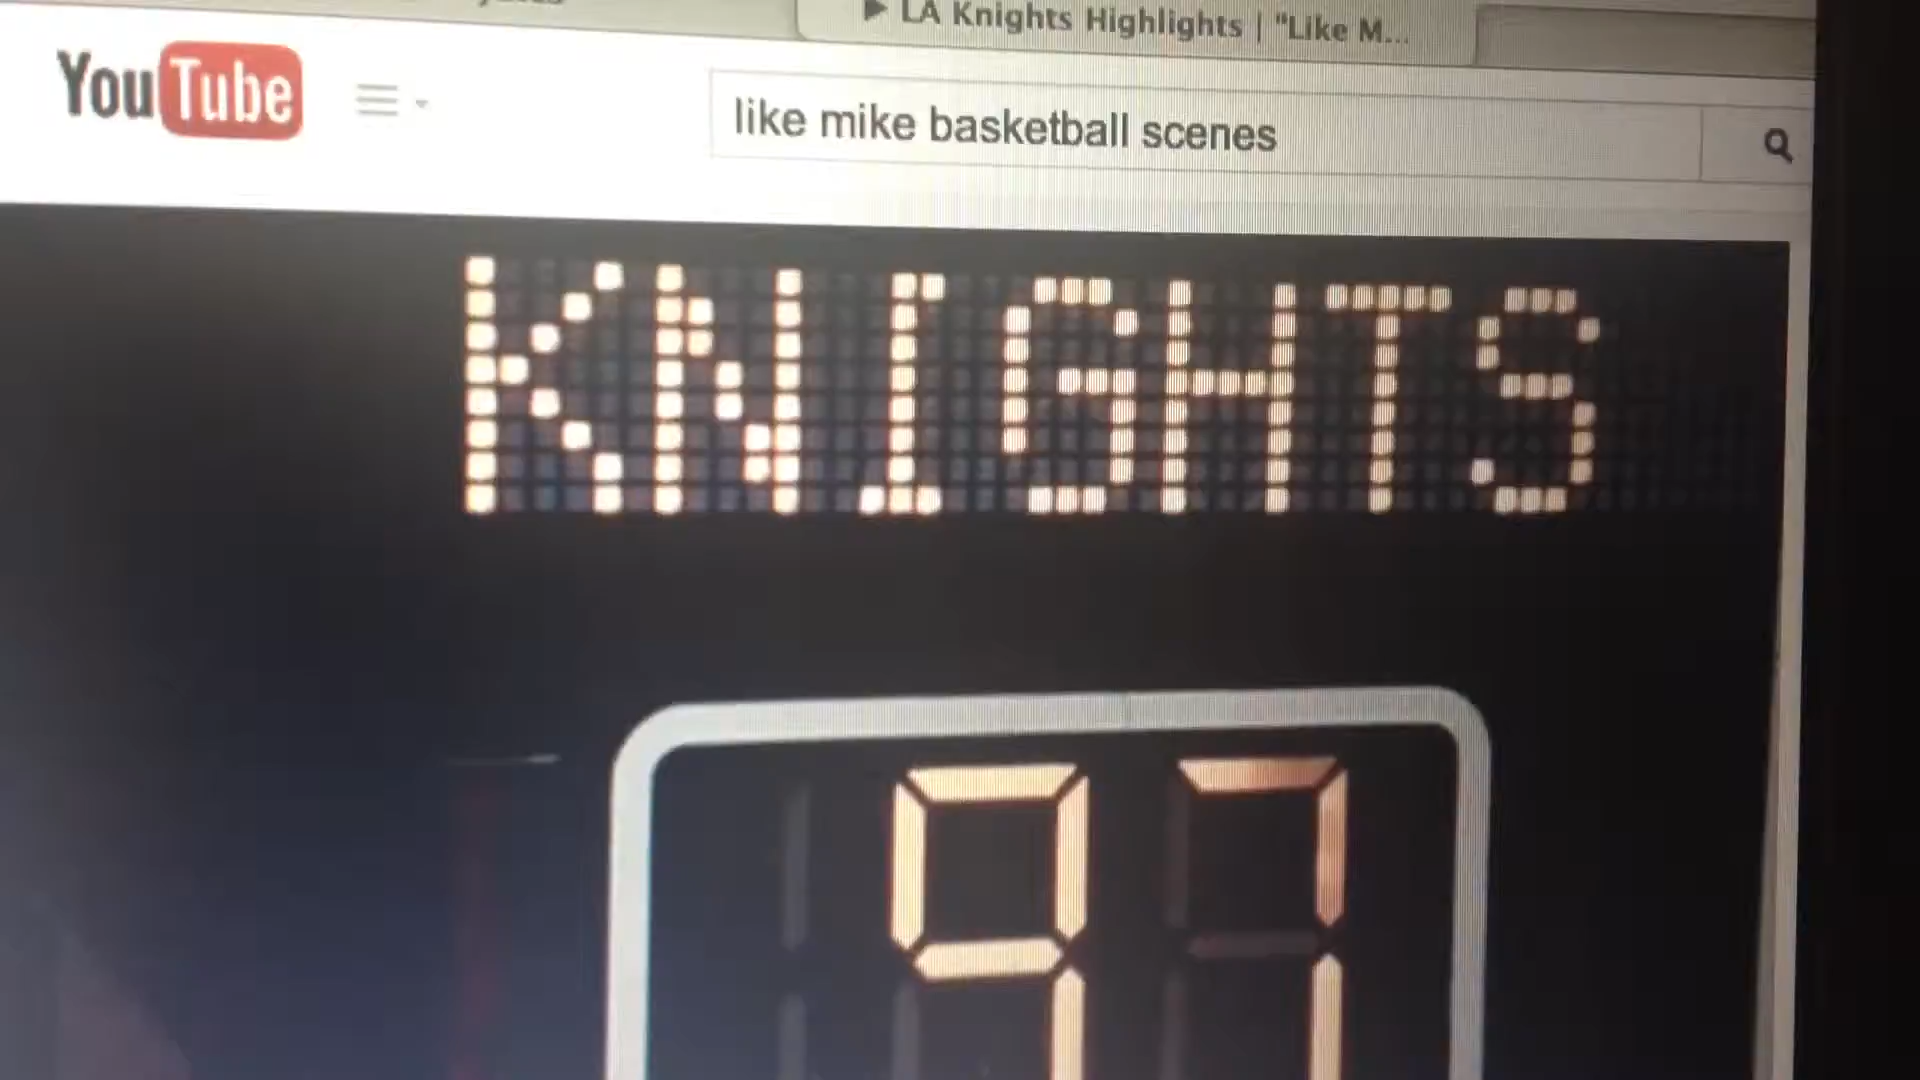 LA Knights Highlights | "Like M...
YouTube
like mike basketball scenes
KNIGHTS
97